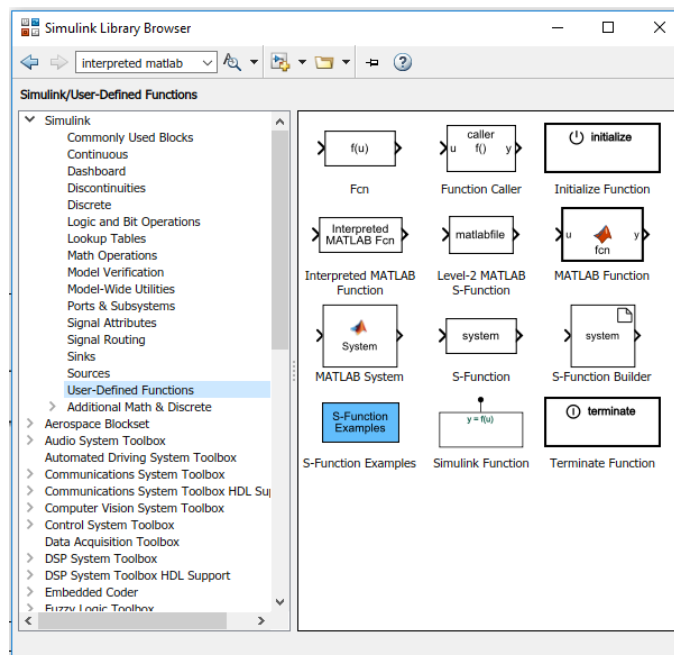 Simulink Library Browser
interpreted matlab
Simulink/User-Defined Functions
Simulink
Commonly Used Blocks
Continuous
Dashboard
Discontinuities
Discrete
Logic and Bit Operations
Lookup Tables
Math Operations
Model Verification
Model-Wide Utilities
Ports & Subsystems
Signal Attributes
Signal Routing
Sinks
Sources
User-Defined Functions
Additional Math & Discrete
Aerospace Blockset
Audio System Toolbox
Automated Driving System Toolbox
Communications System Toolbox
Communications System Toolbox HDL Su
Computer Vision System Toolbox
Control System Toolbox
Data Acquisition Toolbox
DSP System Toolbox
DSP System Toolbox HDL Support
Embedded Coder
Fuzzy Logic Toolbox
f(u)
Fcn
caller
u f() y
Function Caller
initialize
Initialize Function
Interpreted
MATLAB Fcn
Interpreted MATLAB
Function
matlabfile
Level-2 MATLAB
S-Function
u y
fcn
MATLAB Function
System
MATLAB System
system
S-Function
system
S-Function Builder
S-Function
Examples
S-Function Examples
y = f(u)
Simulink Function
terminate
Terminate Function